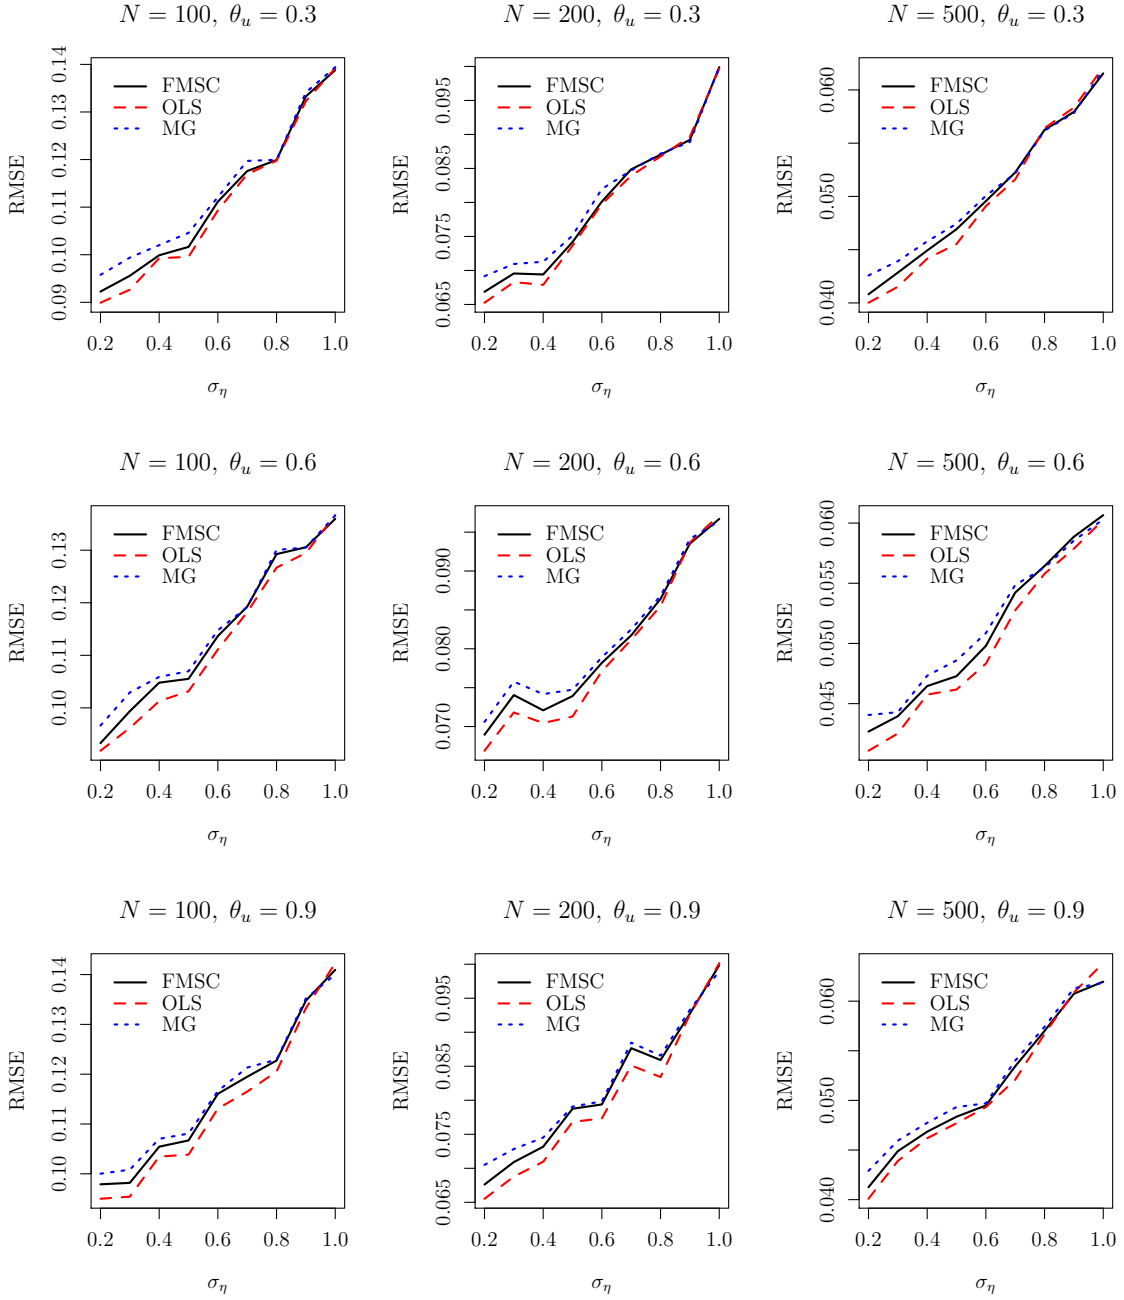 N = 100, θ_u = 0.3
RMSE
0.09 0.10 0.11 0.12 0.13 0.14
FMSC
OLS
MG
0.2 0.4 0.6 0.8 1.0
σ_η
N = 200, θ_u = 0.3
RMSE
0.065 0.075 0.085 0.095
FMSC
OLS
MG
0.2 0.4 0.6 0.8 1.0
σ_η
N = 500, θ_u = 0.3
RMSE
0.040 0.050 0.060
FMSC
OLS
MG
0.2 0.4 0.6 0.8 1.0
σ_η
N = 100, θ_u = 0.6
RMSE
0.10 0.11 0.12 0.13
FMSC
OLS
MG
0.2 0.4 0.6 0.8 1.0
σ_η
N = 200, θ_u = 0.6
RMSE
0.070 0.080 0.090
FMSC
OLS
MG
0.2 0.4 0.6 0.8 1.0
σ_η
N = 500, θ_u = 0.6
RMSE
0.045 0.050 0.055 0.060
FMSC
OLS
MG
0.2 0.4 0.6 0.8 1.0
σ_η
N = 100, θ_u = 0.9
RMSE
0.10 0.11 0.12 0.13 0.14
FMSC
OLS
MG
0.2 0.4 0.6 0.8 1.0
σ_η
N = 200, θ_u = 0.9
RMSE
0.065 0.075 0.085 0.095
FMSC
OLS
MG
0.2 0.4 0.6 0.8 1.0
σ_η
N = 500, θ_u = 0.9
RMSE
0.040 0.050 0.060
FMSC
OLS
MG
0.2 0.4 0.6 0.8 1.0
σ_η